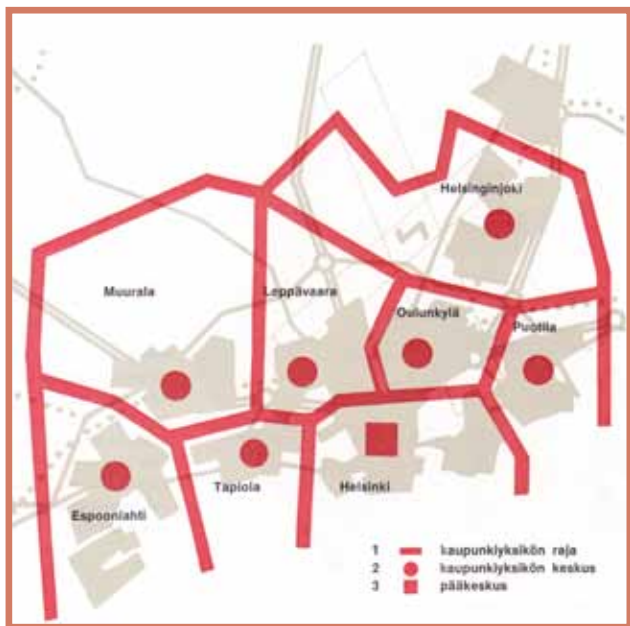 Helsinginjoki
Muurala
Leppävaara
Oulunkylä
Puotila
Espoonlahti
Tapiola
Helsinki
1 kaupunkiyksikön raja
2 kaupunkiyksikön keskus
3 pääkeskus